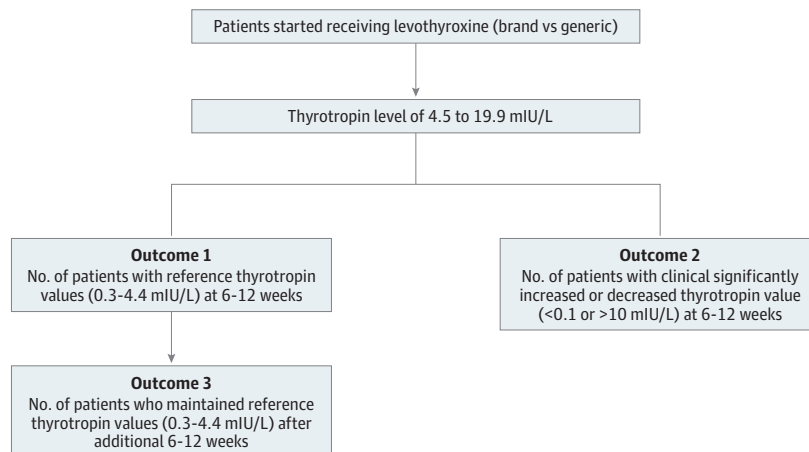 Patients started receiving levothyroxine (brand vs generic)
Thyrotropin level of 4.5 to 19.9 mIU/L
Outcome 1
No. of patients with reference thyrotropin
values (0.3-4.4 mIU/L) at 6-12 weeks
Outcome 2
No. of patients with clinical significantly
increased or decreased thyrotropin value
(<0.1 or >10 mIU/L) at 6-12 weeks
Outcome 3
No. of patients who maintained reference
thyrotropin values (0.3-4.4 mIU/L) after
additional 6-12 weeks